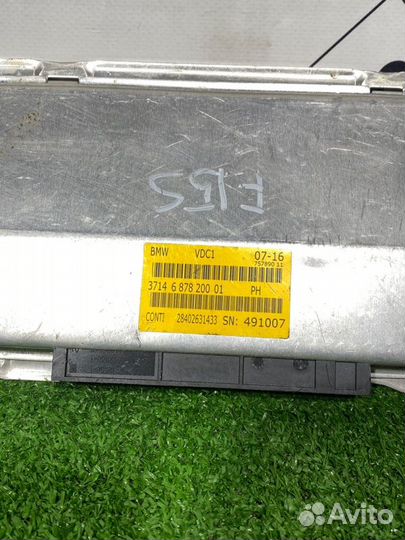 F15
BMW VDC1 07-16
757890 11
3714 6 878 200 01 PH
CONTI 28402631433 SN: 491007
Avito